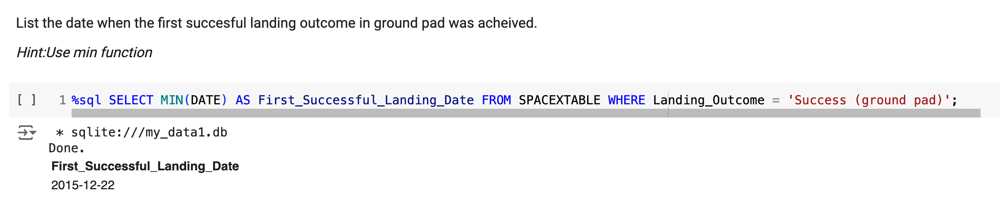 List the date when the first succesful landing outcome in ground pad was acheived.
Hint:Use min function
[ ] 1 %sql SELECT MIN(DATE) AS First_Successful_Landing_Date FROM SPACEXTABLE WHERE Landing_Outcome = 'Success (ground pad)';
* sqlite:///my_data1.db
Done.
First_Successful_Landing_Date
2015-12-22